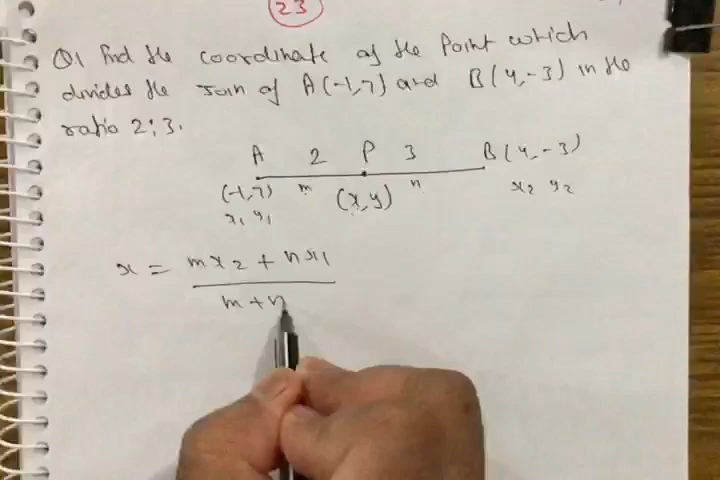 23
Q1 Find the coordinate of the Point which
divides the Join of A(-1,7) and B(4,-3) in the
ratio 2:3.
A 2 P 3 B(4,-3)
(-1,7) m (x,y) n x2 y2
x1 y1
x = mx2 + nx1
m+n